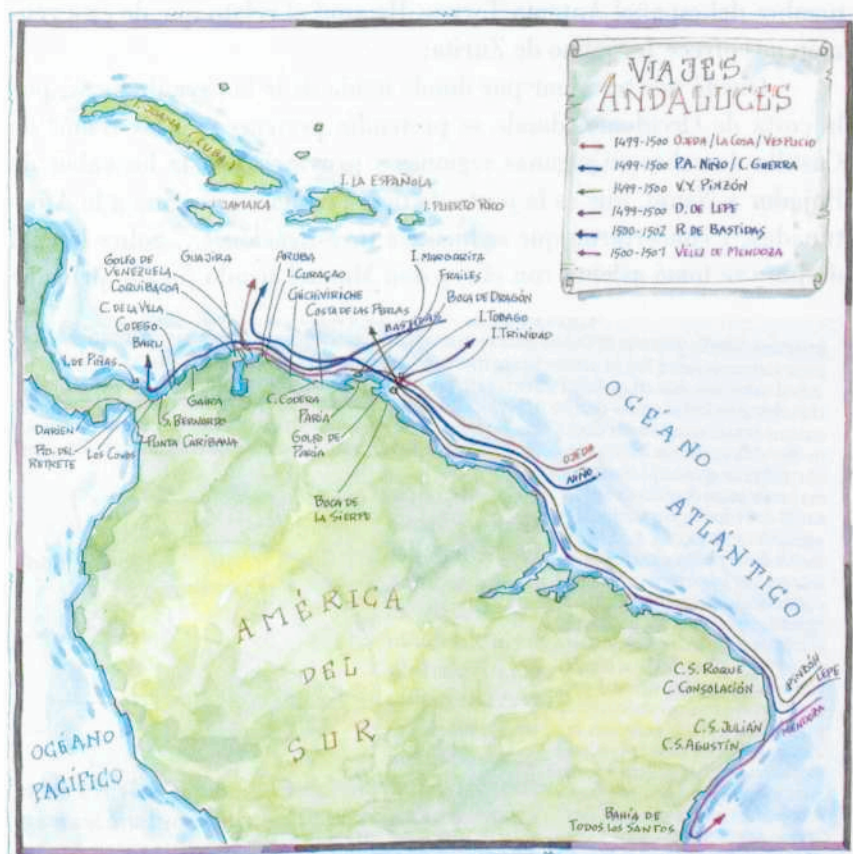 VIAJES
ANDALUCES
1499-1500 OJEDA/LA COSA/VESPUCIO
1499-1500 P.A. NIÑO/C. GUERRA
1499-1500 V.Y. PINZÓN
1499-1500 D. DE LEPE
1500-1502 R. DE BASTIDAS
1500-1501 VÉLEZ DE MENDOZA
I. JUANA (CUBA)
JAMAICA
I. LA ESPAÑOLA
I. PUERTO RICO
GOLFO DE
VENEZUELA
COQUIBAÇOA
C. DE LA VELA
CODEGO
BARU
I. DE PIÑAS
GUAJIRA
ARUBA
I. CURAÇAO
CHICHIVIRICHE
COSTA DE LAS PERLAS
I. MARGARITA
FRAILES
BOCA DE DRAGÓN
I. TOBAGO
I. TRINIDAD
BASTIDAS
DARIEN
PTO. DEL
RETRETE
LOS COVOS
PUNTA CARIBANA
S. BERNARDO
GAIRA
C. CODERA
PARIA
GOLFO DE
PARIA
BOCA DE
LA SIERPE
OJEDA
NIÑO
OCÉANO
ATLÁNTICO
AMÉRICA
DEL
SUR
OCÉANO
PACÍFICO
C. S. ROQUE
C. CONSOLACIÓN
PINZÓN
LEPE
MENDOZA
C. S. JULIÁN
C. S. AGUSTÍN
BAHÍA DE
TODOS LOS SANTOS